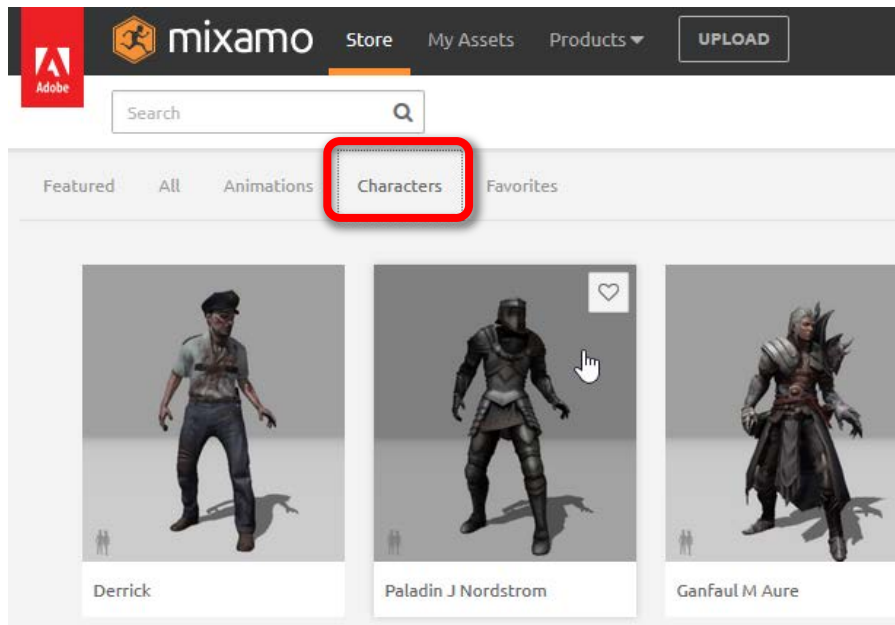 Adobe
mixamo Store My Assets Products UPLOAD
Search
Featured All Animations Characters Favorites
Derrick Paladin J Nordstrom Ganfaul M Aure